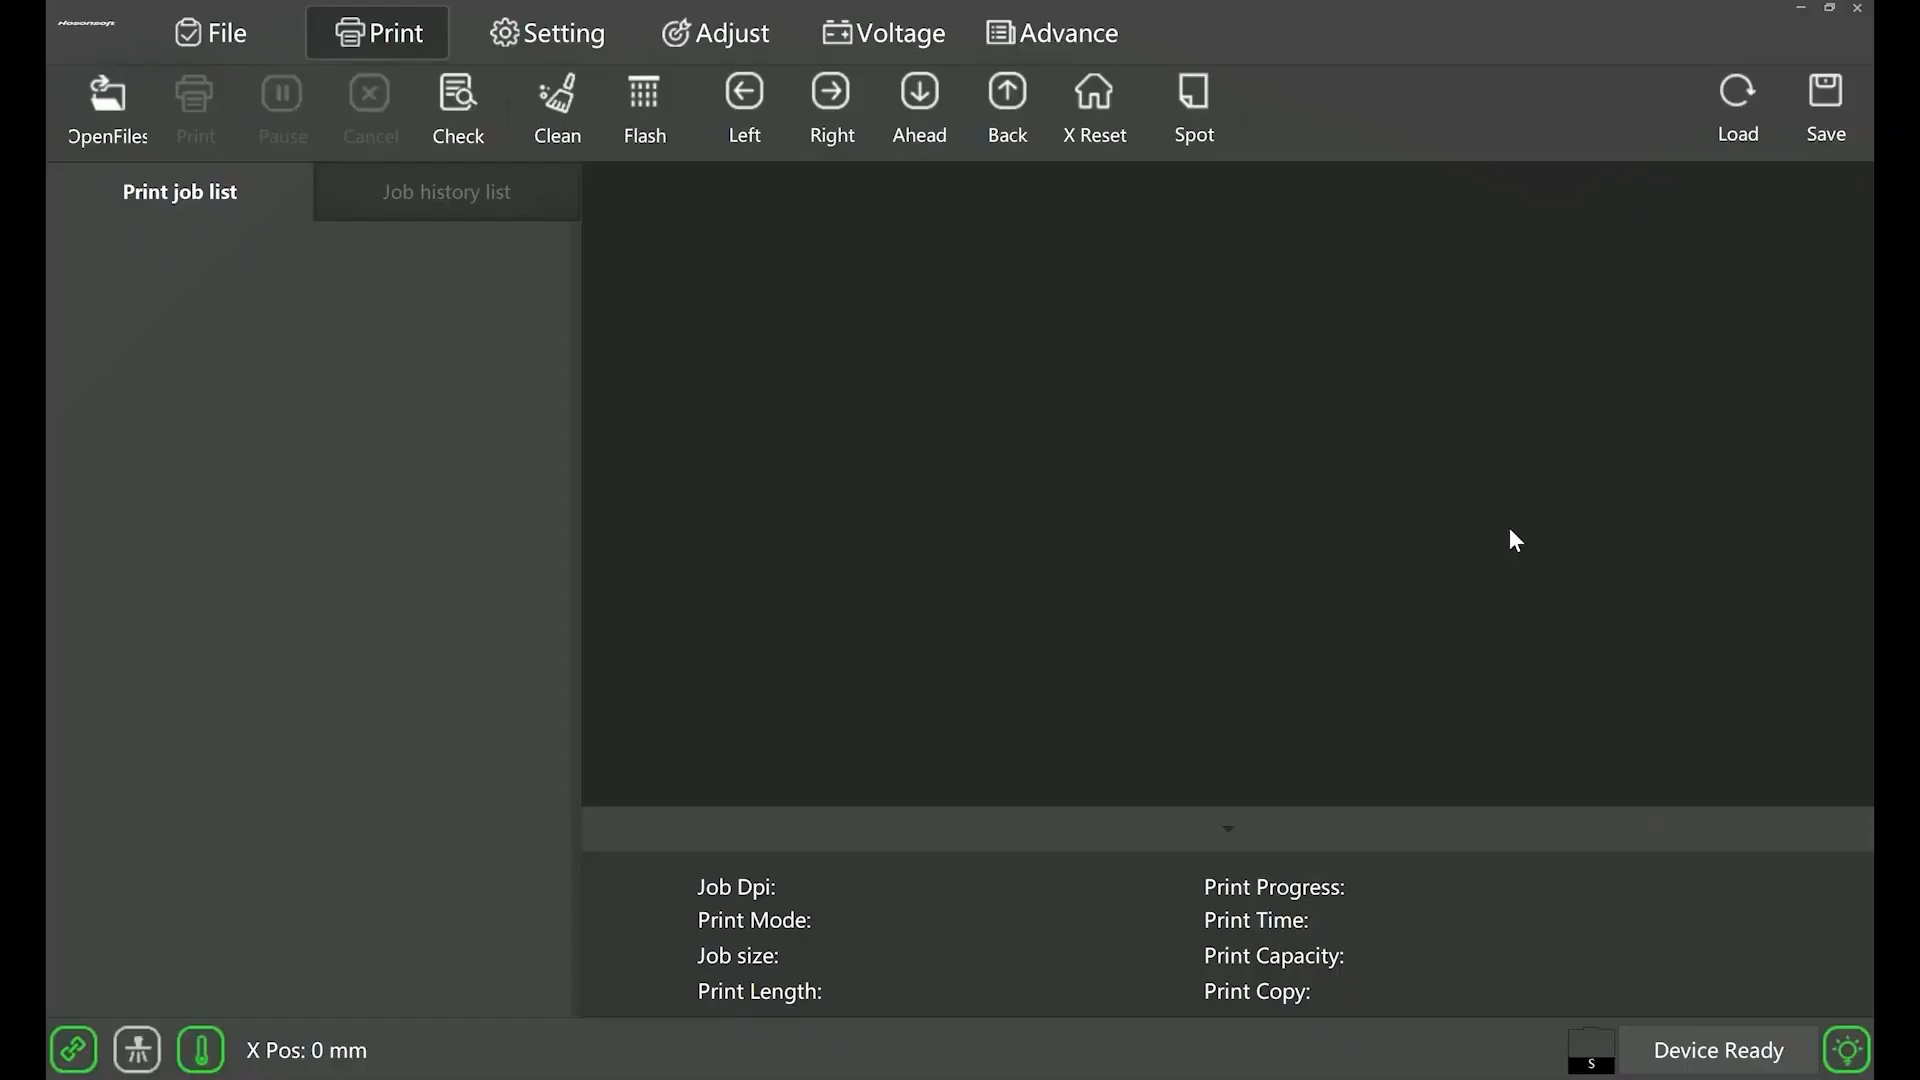 Hosonsoft
File Print Setting Adjust Voltage Advance
OpenFiles Print Pause Cancel Check Clean Flash Left Right Ahead Back X Reset Spot Load Save
Print job list Job history list
Job Dpi: Print Progress:
Print Mode: Print Time:
Job size: Print Capacity:
Print Length: Print Copy:
X Pos: 0 mm S Device Ready